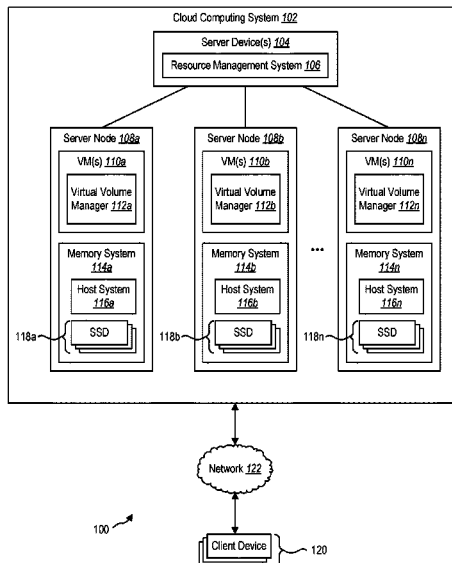 Cloud Computing System 102
Server Device(s) 104
Resource Management System 106
Server Node 108a
VM(s) 110a
Virtual Volume
Manager 112a
Memory System
114a
Host System
116a
SSD
118a
Server Node 108b
VM(s) 110b
Virtual Volume
Manager 112b
Memory System
114b
Host System
116b
SSD
118b
...
Server Node 108n
VM(s) 110n
Virtual Volume
Manager 112n
Memory System
114n
Host System
116n
SSD
118n
Network 122
100
Client Device
120